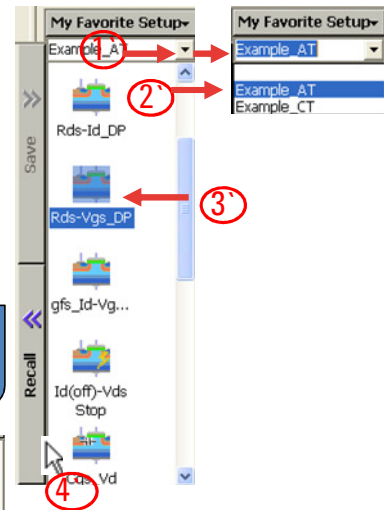 My Favorite Setup
Example_AT
1
My Favorite Setup
Example_AT
2`
Example_AT
Example_CT
Save
Rds-Id_DP
3`
Rds-Vgs_DP
gfs_Id-Vg...
Recall
Id(off)-Vds
Stop
4
Vd